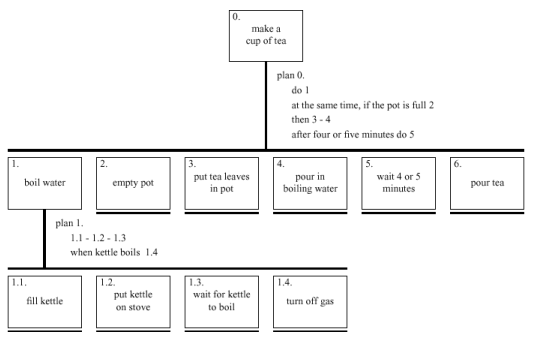 0.
make a
cup of tea
plan 0.
do 1
at the same time, if the pot is full 2
then 3 - 4
after four or five minutes do 5
1.
boil water
2.
empty pot
3.
put tea leaves
in pot
4.
pour in
boiling water
5.
wait 4 or 5
minutes
6.
pour tea
plan 1.
1.1 - 1.2 - 1.3
when kettle boils 1.4
1.1.
fill kettle
1.2.
put kettle
on stove
1.3.
wait for kettle
to boil
1.4.
turn off gas